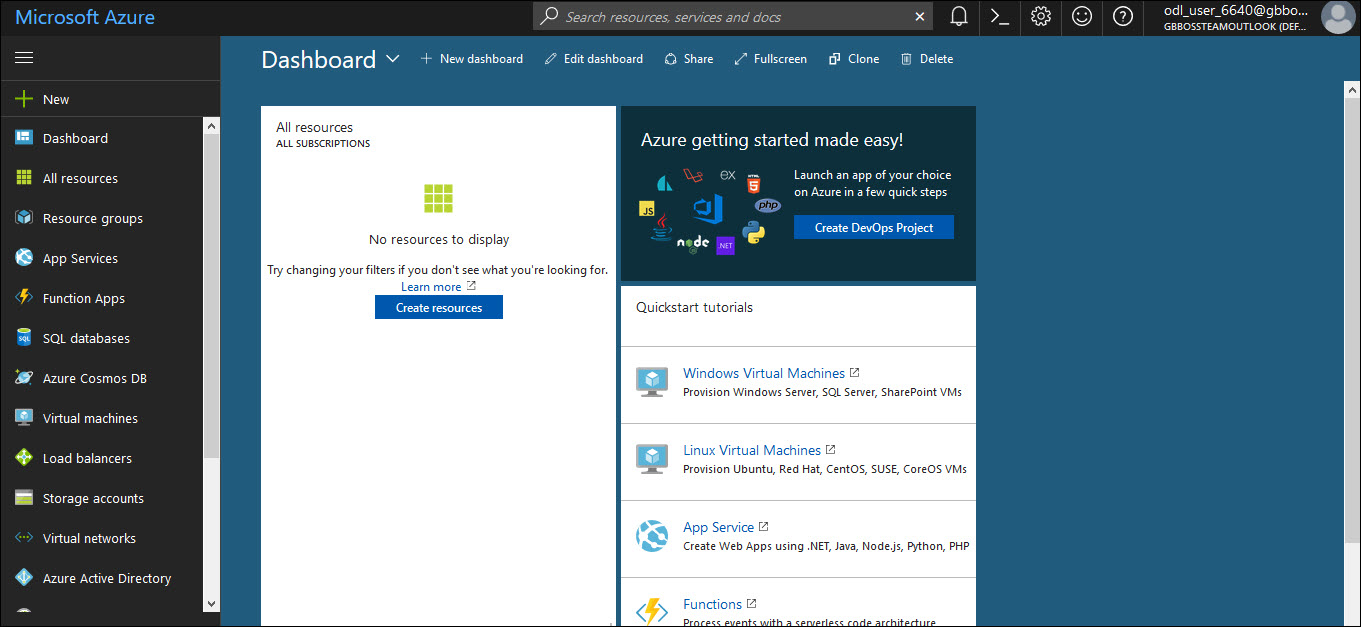 Microsoft Azure
Search resources, services and docs
odl_user_6640@gbbo...
GBBOSSTEAMOUTLOOK (DEF...
New
Dashboard
All resources
Resource groups
App Services
Function Apps
SQL databases
Azure Cosmos DB
Virtual machines
Load balancers
Storage accounts
Virtual networks
Azure Active Directory
Dashboard
New dashboard
Edit dashboard
Share
Fullscreen
Clone
Delete
All resources
ALL SUBSCRIPTIONS
No resources to display
Try changing your filters if you don't see what you're looking for.
Learn more
Create resources
Azure getting started made easy!
EX
HTML
5
JS
php
node
.NET
Launch an app of your choice
on Azure in a few quick steps
Create DevOps Project
Quickstart tutorials
Windows Virtual Machines
Provision Windows Server, SQL Server, SharePoint VMs
Linux Virtual Machines
Provision Ubuntu, Red Hat, CentOS, SUSE, CoreOS VMs
App Service
Create Web Apps using .NET, Java, Node.js, Python, PHP
Functions
Process events with a serverless code architecture